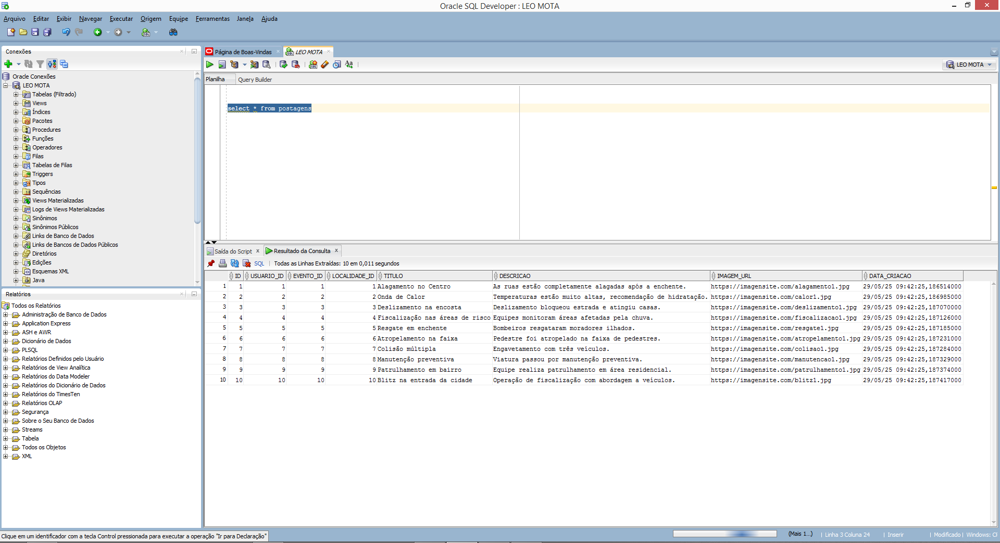 Oracle SQL Developer : LEO MOTA
Arquivo Editar Exibir Navegar Executar Origem Equipe Ferramentas Janela Ajuda
Conexões
Oracle Conexões
LEO MOTA
Tabelas (Filtrado)
Views
Índices
Pacotes
Procedures
Funções
Operadores
Filas
Tabelas de Filas
Triggers
Tipos
Sequências
Views Materializadas
Logs de Views Materializadas
Sinônimos
Sinônimos Públicos
Links de Banco de Dados
Links de Bancos de Dados Públicos
Diretórios
Edições
Esquemas XML
Java
Relatórios
Todos os Relatórios
Administração de Banco de Dados
Application Express
ASH e AWR
Dicionário de Dados
PLSQL
Relatórios Definidos pelo Usuário
Relatórios de View Analítica
Relatórios do Data Modeler
Relatórios do Dicionário de Dados
Relatórios do TimesTen
Relatórios OLAP
Segurança
Sobre o Seu Banco de Dados
Streams
Tabela
Todos os Objetos
XML
Página de Boas-Vindas LEO MOTA
LEO MOTA
Planilha Query Builder
select * from postagens
Saída do Script Resultado da Consulta
SQL Todas as Linhas Extraídas: 10 em 0,011 segundos
ID USUARIO_ID EVENTO_ID LOCALIDADE_ID TITULO DESCRICAO IMAGEM_URL DATA_CRIACAO
1 1 1 1 1 Alagamento no Centro As ruas estão completamente alagadas após a enchente. https://imagensite.com/alagamento1.jpg 29/05/25 09:42:25,186514000
2 2 2 2 2 Onda de Calor Temperaturas estão muito altas, recomendação de hidratação. https://imagensite.com/calor1.jpg 29/05/25 09:42:25,186985000
3 3 3 3 3 Deslizamento na encosta Deslizamento bloqueou estrada e atingiu casas. https://imagensite.com/deslizamento1.jpg 29/05/25 09:42:25,187070000
4 4 4 4 4 Fiscalização nas áreas de risco Equipes monitoram áreas afetadas pela chuva. https://imagensite.com/fiscalizacao1.jpg 29/05/25 09:42:25,187126000
5 5 5 5 5 Resgate em enchente Bombeiros resgataram moradores ilhados. https://imagensite.com/resgate1.jpg 29/05/25 09:42:25,187185000
6 6 6 6 6 Atropelamento na faixa Pedestre foi atropelado na faixa de pedestres. https://imagensite.com/atropelamento1.jpg 29/05/25 09:42:25,187231000
7 7 7 7 7 Colisão múltipla Engavetamento com três veículos. https://imagensite.com/colisao1.jpg 29/05/25 09:42:25,187284000
8 8 8 8 8 Manutenção preventiva Viatura passou por manutenção preventiva. https://imagensite.com/manutencao1.jpg 29/05/25 09:42:25,187329000
9 9 9 9 9 Patrulhamento em bairro Equipe realiza patrulhamento em área residencial. https://imagensite.com/patrulhamento1.jpg 29/05/25 09:42:25,187374000
10 10 10 10 10 Blitz na entrada da cidade Operação de fiscalização com abordagem a veículos. https://imagensite.com/blitz1.jpg 29/05/25 09:42:25,187417000
Clique em um identificador com a tecla Control pressionada para executar a operação "Ir para Declaração" (Mais 1...) | Linha 3 Coluna 24 | Inserir | Modificado | Windows: CF